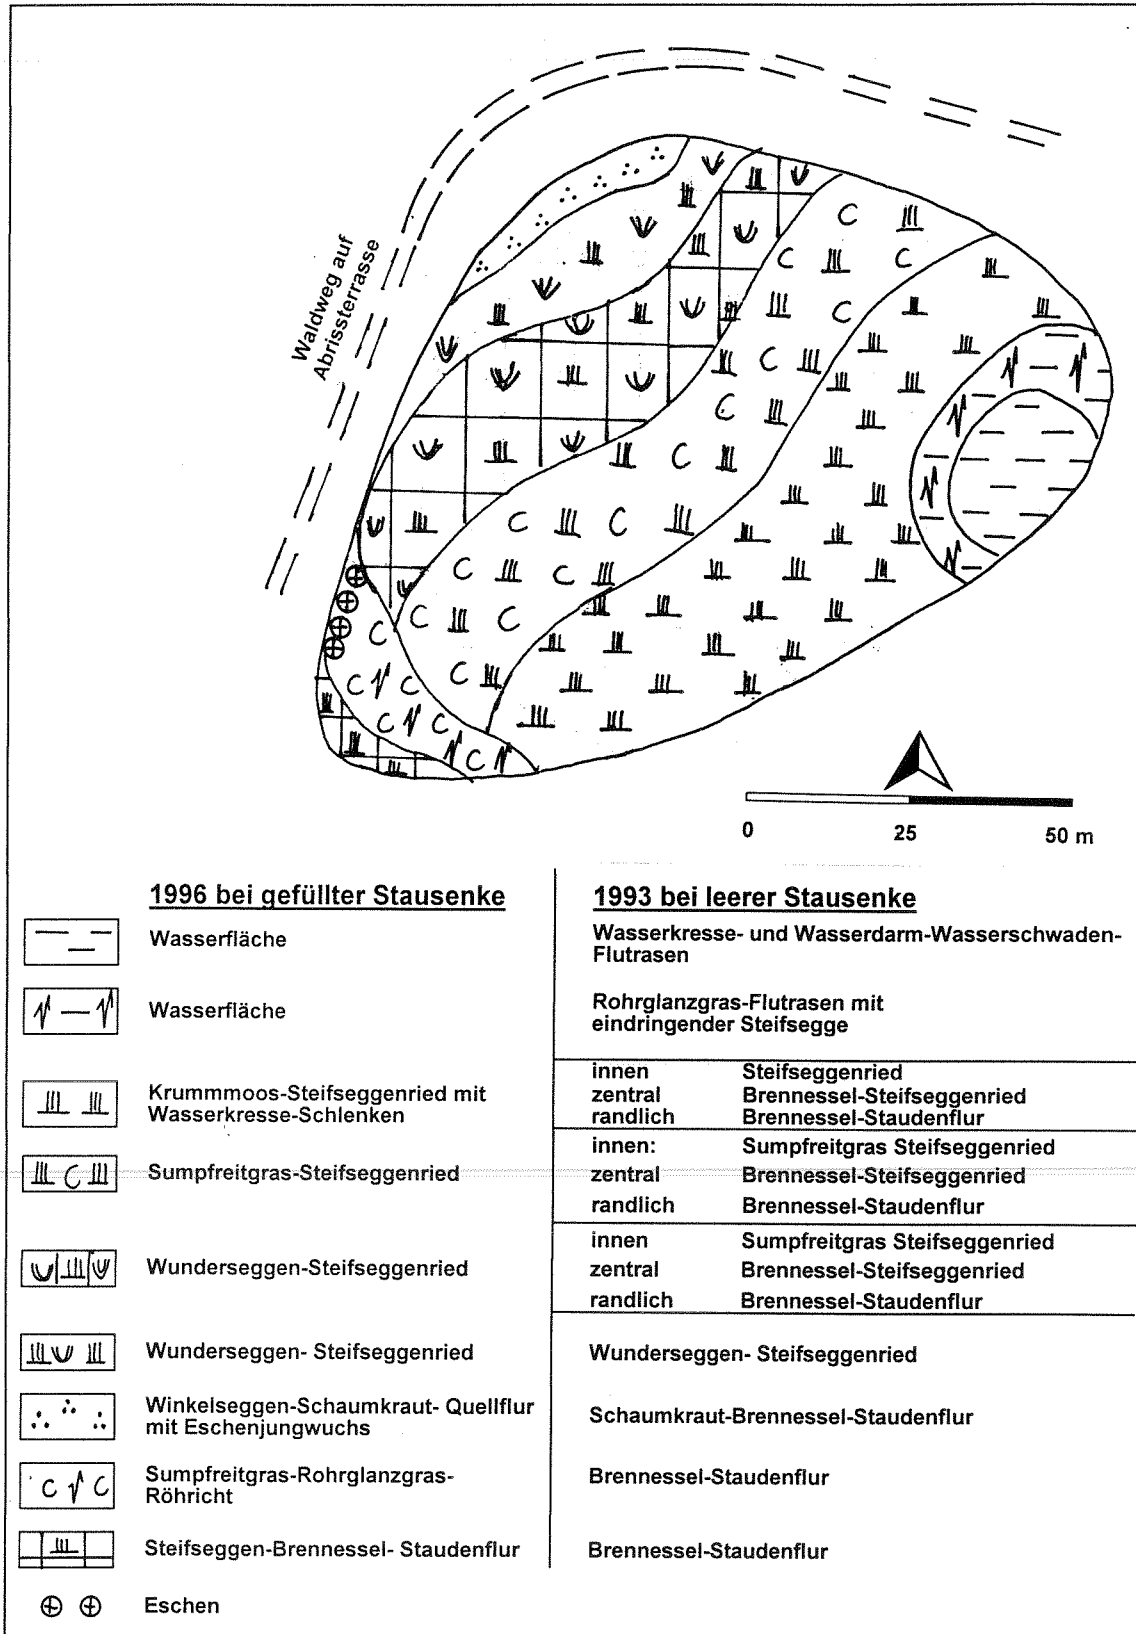 Waldweg auf
Abrissterrasse
0 25 50 m
1996 bei gefüllter Stausenke
1993 bei leerer Stausenke
Wasserfläche
Wasserkresse- und Wasserdarm-Wasserschwaden-
Flutrasen
Wasserfläche
Rohrglanzgras-Flutrasen mit
eindringender Steifsegge
Krummmoos-Steifseggenried mit
Wasserkresse-Schlenken
innen Steifseggenried
zentral Brennessel-Steifseggenried
randlich Brennessel-Staudenflur
Sumpfreitgras-Steifseggenried
innen: Sumpfreitgras Steifseggenried
zentral Brennessel-Steifseggenried
randlich Brennessel-Staudenflur
Wunderseggen-Steifseggenried
innen Sumpfreitgras Steifseggenried
zentral Brennessel-Steifseggenried
randlich Brennessel-Staudenflur
Wunderseggen- Steifseggenried
Wunderseggen- Steifseggenried
Winkelseggen-Schaumkraut- Quellflur
mit Eschenjungwuchs
Schaumkraut-Brennessel-Staudenflur
Sumpfreitgras-Rohrglanzgras-
Röhricht
Brennessel-Staudenflur
Steifseggen-Brennessel- Staudenflur
Brennessel-Staudenflur
Eschen